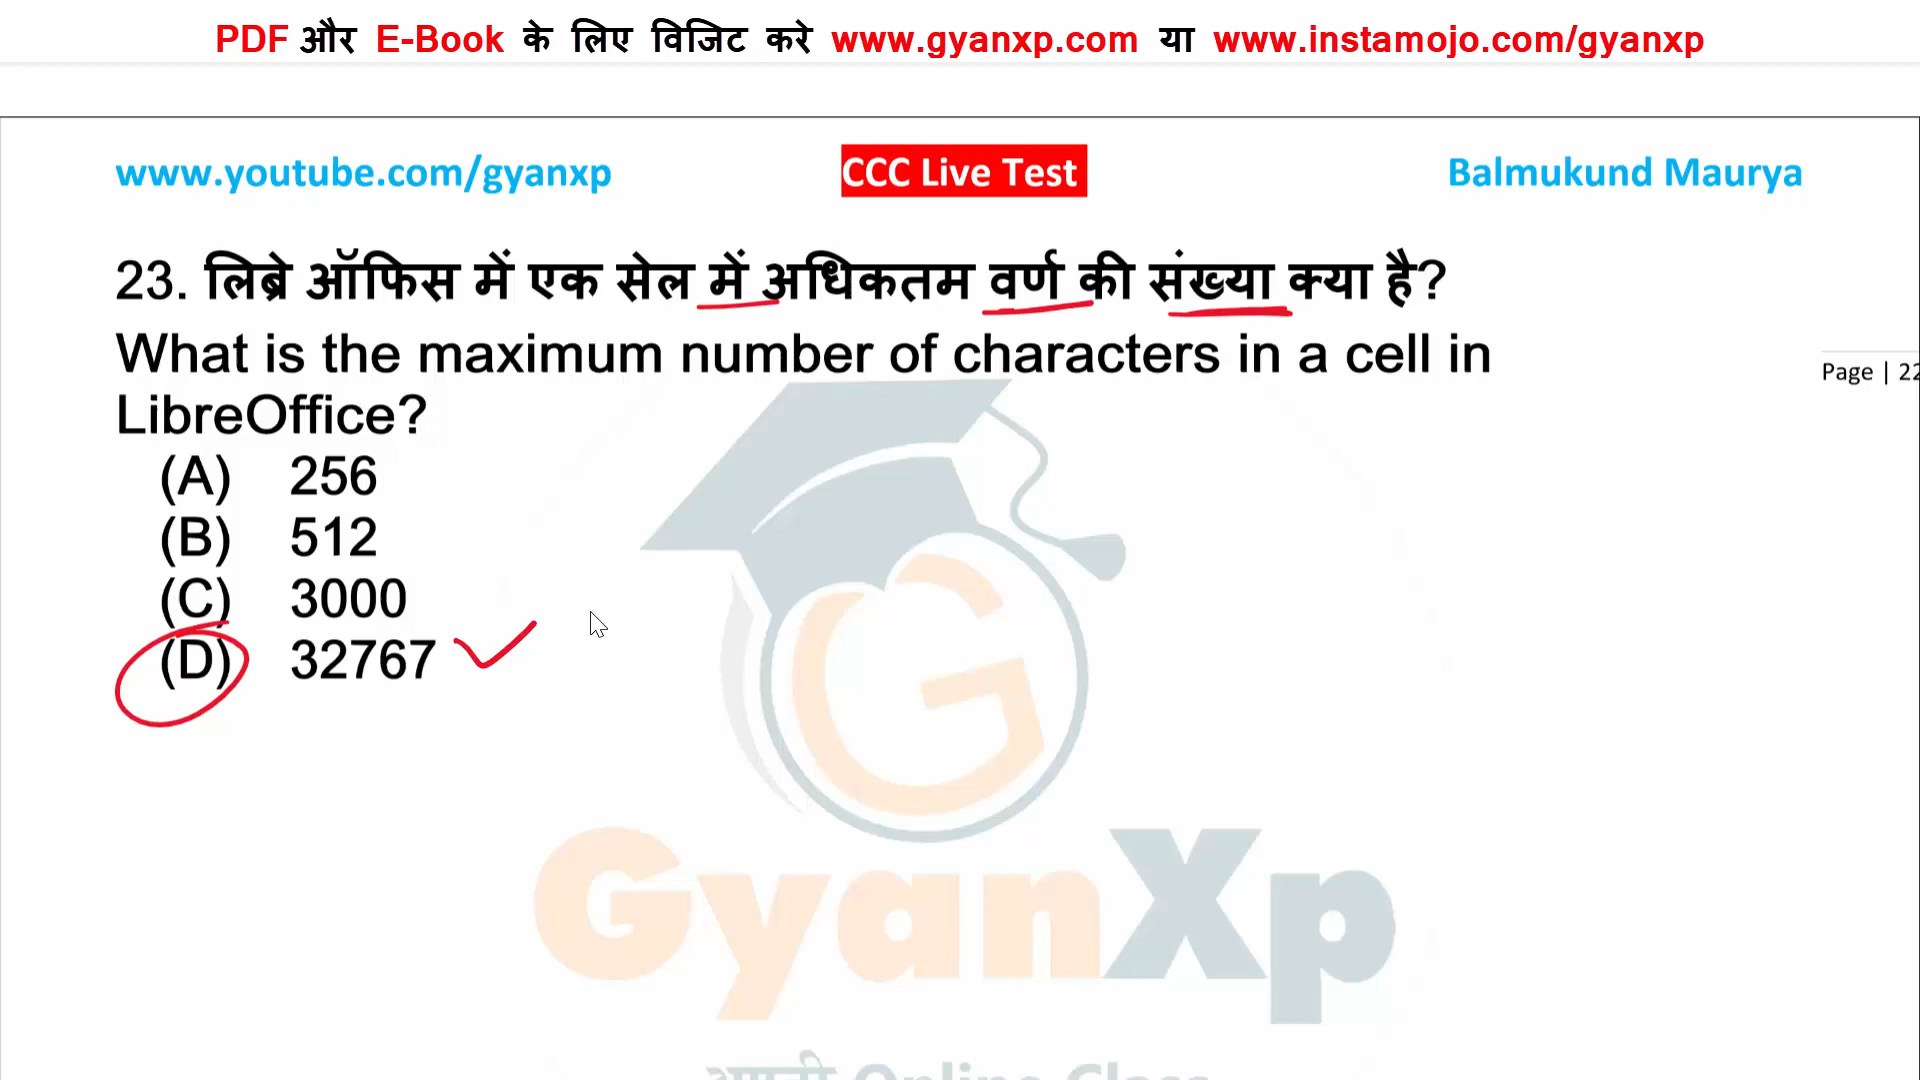 PDF और E-Book के लिए विजिट करे www.gyanxp.com या www.instamojo.com/gyanxp
www.youtube.com/gyanxp CCC Live Test Balmukund Maurya
23. लिब्रे ऑफिस में एक सेल में अधिकतम वर्ण की संख्या क्या है?
What is the maximum number of characters in a cell in
LibreOffice?
Page | 22
(A) 256
(B) 512
(C) 3000
(D) 32767
GyanXp
Online Class